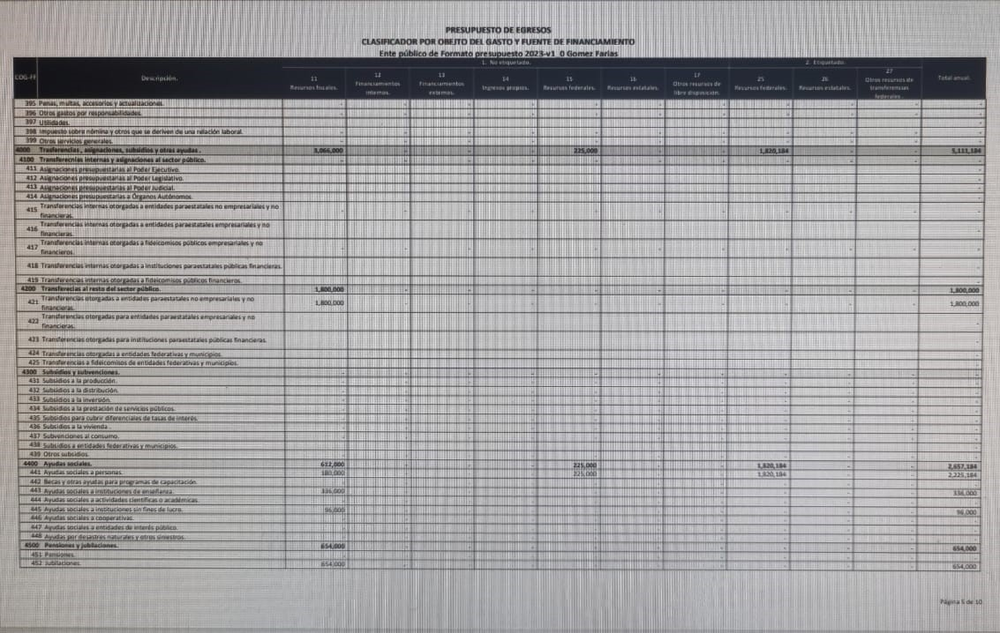 PRESUPUESTO DE EGRESOS
CLASIFICADOR POR OBEJTO DEL GASTO Y FUENTE DE FINANCIAMIENTO
Ente público de Formato presupuesto 2023-v1_0 Gomez Farias
1. No etiquetado. 2. Etiquetado.
COG-FF Descripción. 11 Recursos fiscales. 12 Financiamientos internos. 13 Financiamientos externos. 14 Ingresos propios. 15 Recursos federales. 16 Recursos estatales. 17 Otros recursos de libre disposición. 25 Recursos federales. 26 Recursos estatales. 27 Otros recursos de transferencias federales. Total anual.
395 Penas, multas, accesorios y actualizaciones. - - - - - - - - - - -
396 Otros gastos por responsabilidades. - - - - - - - - - - -
397 Utilidades. - - - - - - - - - - -
398 Impuesto sobre nómina y otros que se deriven de una relación laboral. - - - - - - - - - - -
399 Otros servicios generales. - - - - - - - - - - -
4000 Trasferencias, asignaciones, subsidios y otras ayudas. 3,066,000 - - - 225,000 - - 1,820,184 - - 5,111,184
4100 Transferecnias internas y asignaciones al sector público. - - - - - - - - - - -
411 Asignaciones presupuestarias al Poder Ejecutivo. - - - - - - - - - - -
412 Asignaciones presupuestarias al Poder Legislativo. - - - - - - - - - - -
413 Asignaciones presupuestarias al Poder Judicial. - - - - - - - - - - -
414 Asignaciones presupuestarias a Órganos Autónomos. - - - - - - - - - - -
415 Transferencias internas otorgadas a entidades paraestatales no empresariales y no
financieras. - - - - - - - - - - -
416 Transferencias internas otorgadas a entidades paraestatales empresariales y no
financieras. - - - - - - - - - - -
417 Transferencias internas otorgadas a fideicomisos públicos empresariales y no
financieros. - - - - - - - - - - -
418 Transferencias internas otorgadas a instituciones paraestatales públicas financieras. - - - - - - - - - - -
419 Transferencias internas otorgadas a fideicomisos públicos financieros. - - - - - - - - - - -
4200 Transferecias al resto del sector público. 1,800,000 - - - - - - - - - 1,800,000
421 Transferencias otorgadas a entidades paraestatales no empresariales y no
financieras. 1,800,000 - - - - - - - - - 1,800,000
422 Transferencias otorgadas para entidades paraestatales empresariales y no
financieras. - - - - - - - - - - -
423 Transferencias otorgadas para instituciones paraestatales públicas financieras. - - - - - - - - - - -
424 Transferencias otorgadas a entidades federativas y municipios. - - - - - - - - - - -
425 Transferencias a fideicomisos de entidades federativas y municipios. - - - - - - - - - - -
4300 Subsidios y subvenciones. - - - - - - - - - - -
431 Subsidios a la producción. - - - - - - - - - - -
432 Subsidios a la distribución. - - - - - - - - - - -
433 Subsidios a la inversión. - - - - - - - - - - -
434 Subsidios a la prestación de servicios públicos. - - - - - - - - - - -
435 Subsidios para cubrir diferenciales de tasas de interés. - - - - - - - - - - -
436 Subsidios a la vivienda. - - - - - - - - - - -
437 Subvenciones al consumo. - - - - - - - - - - -
438 Subsidios a entidades federativas y municipios. - - - - - - - - - - -
439 Otros subsidios. - - - - - - - - - - -
4400 Ayudas sociales. 612,000 - - - 225,000 - - 1,820,184 - - 2,657,184
441 Ayudas sociales a personas. 180,000 - - - 225,000 - - 1,820,184 - - 2,225,184
442 Becas y otras ayudas para programas de capacitación. - - - - - - - - - - -
443 Ayudas sociales a instituciones de enseñanza. 336,000 - - - - - - - - - 336,000
444 Ayudas sociales a actividades científicas o académicas. - - - - - - - - - - -
445 Ayudas sociales a instituciones sin fines de lucro. 96,000 - - - - - - - - - 96,000
446 Ayudas sociales a cooperativas. - - - - - - - - - - -
447 Ayudas sociales a entidades de interés público. - - - - - - - - - - -
448 Ayudas por desastres naturales y otros siniestros. - - - - - - - - - - -
4500 Pensiones y jubilaciones. 654,000 - - - - - - - - - 654,000
451 Pensiones. - - - - - - - - - - -
452 Jubilaciones. 654,000 - - - - - - - - - 654,000
Página 5 de 10